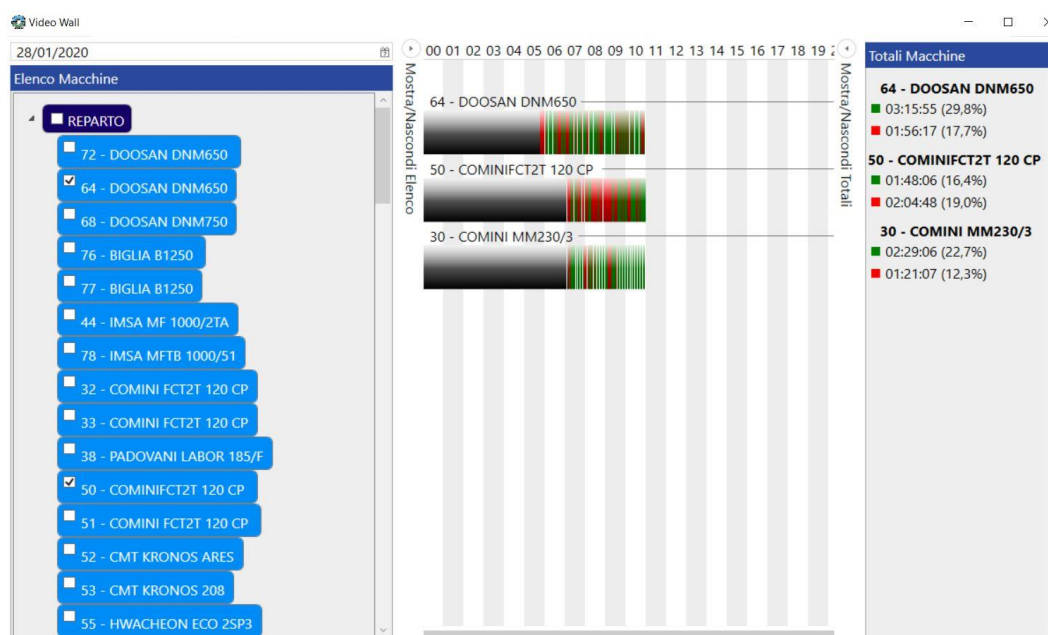 Video Wall
28/01/2020
Elenco Macchine
REPARTO
72 - DOOSAN DNM650
64 - DOOSAN DNM650
68 - DOOSAN DNM750
76 - BIGLIA B1250
77 - BIGLIA B1250
44 - IMSA MF 1000/2TA
78 - IMSA MFTB 1000/51
32 - COMINI FCT2T 120 CP
33 - COMINI FCT2T 120 CP
38 - PADOVANI LABOR 185/F
50 - COMINIFCT2T 120 CP
51 - COMINI FCT2T 120 CP
52 - CMT KRONOS ARES
53 - CMT KRONOS 208
55 - HWACHEON ECO 2SP3
Mostra/Nascondi Elenco
00 01 02 03 04 05 06 07 08 09 10 11 12 13 14 15 16 17 18 19
64 - DOOSAN DNM650
50 - COMINIFCT2T 120 CP
30 - COMINI MM230/3
Mostra/Nascondi Totali
Totali Macchine
64 - DOOSAN DNM650
03:15:55 (29,8%)
01:56:17 (17,7%)
50 - COMINIFCT2T 120 CP
01:48:06 (16,4%)
02:04:48 (19,0%)
30 - COMINI MM230/3
02:29:06 (22,7%)
01:21:07 (12,3%)